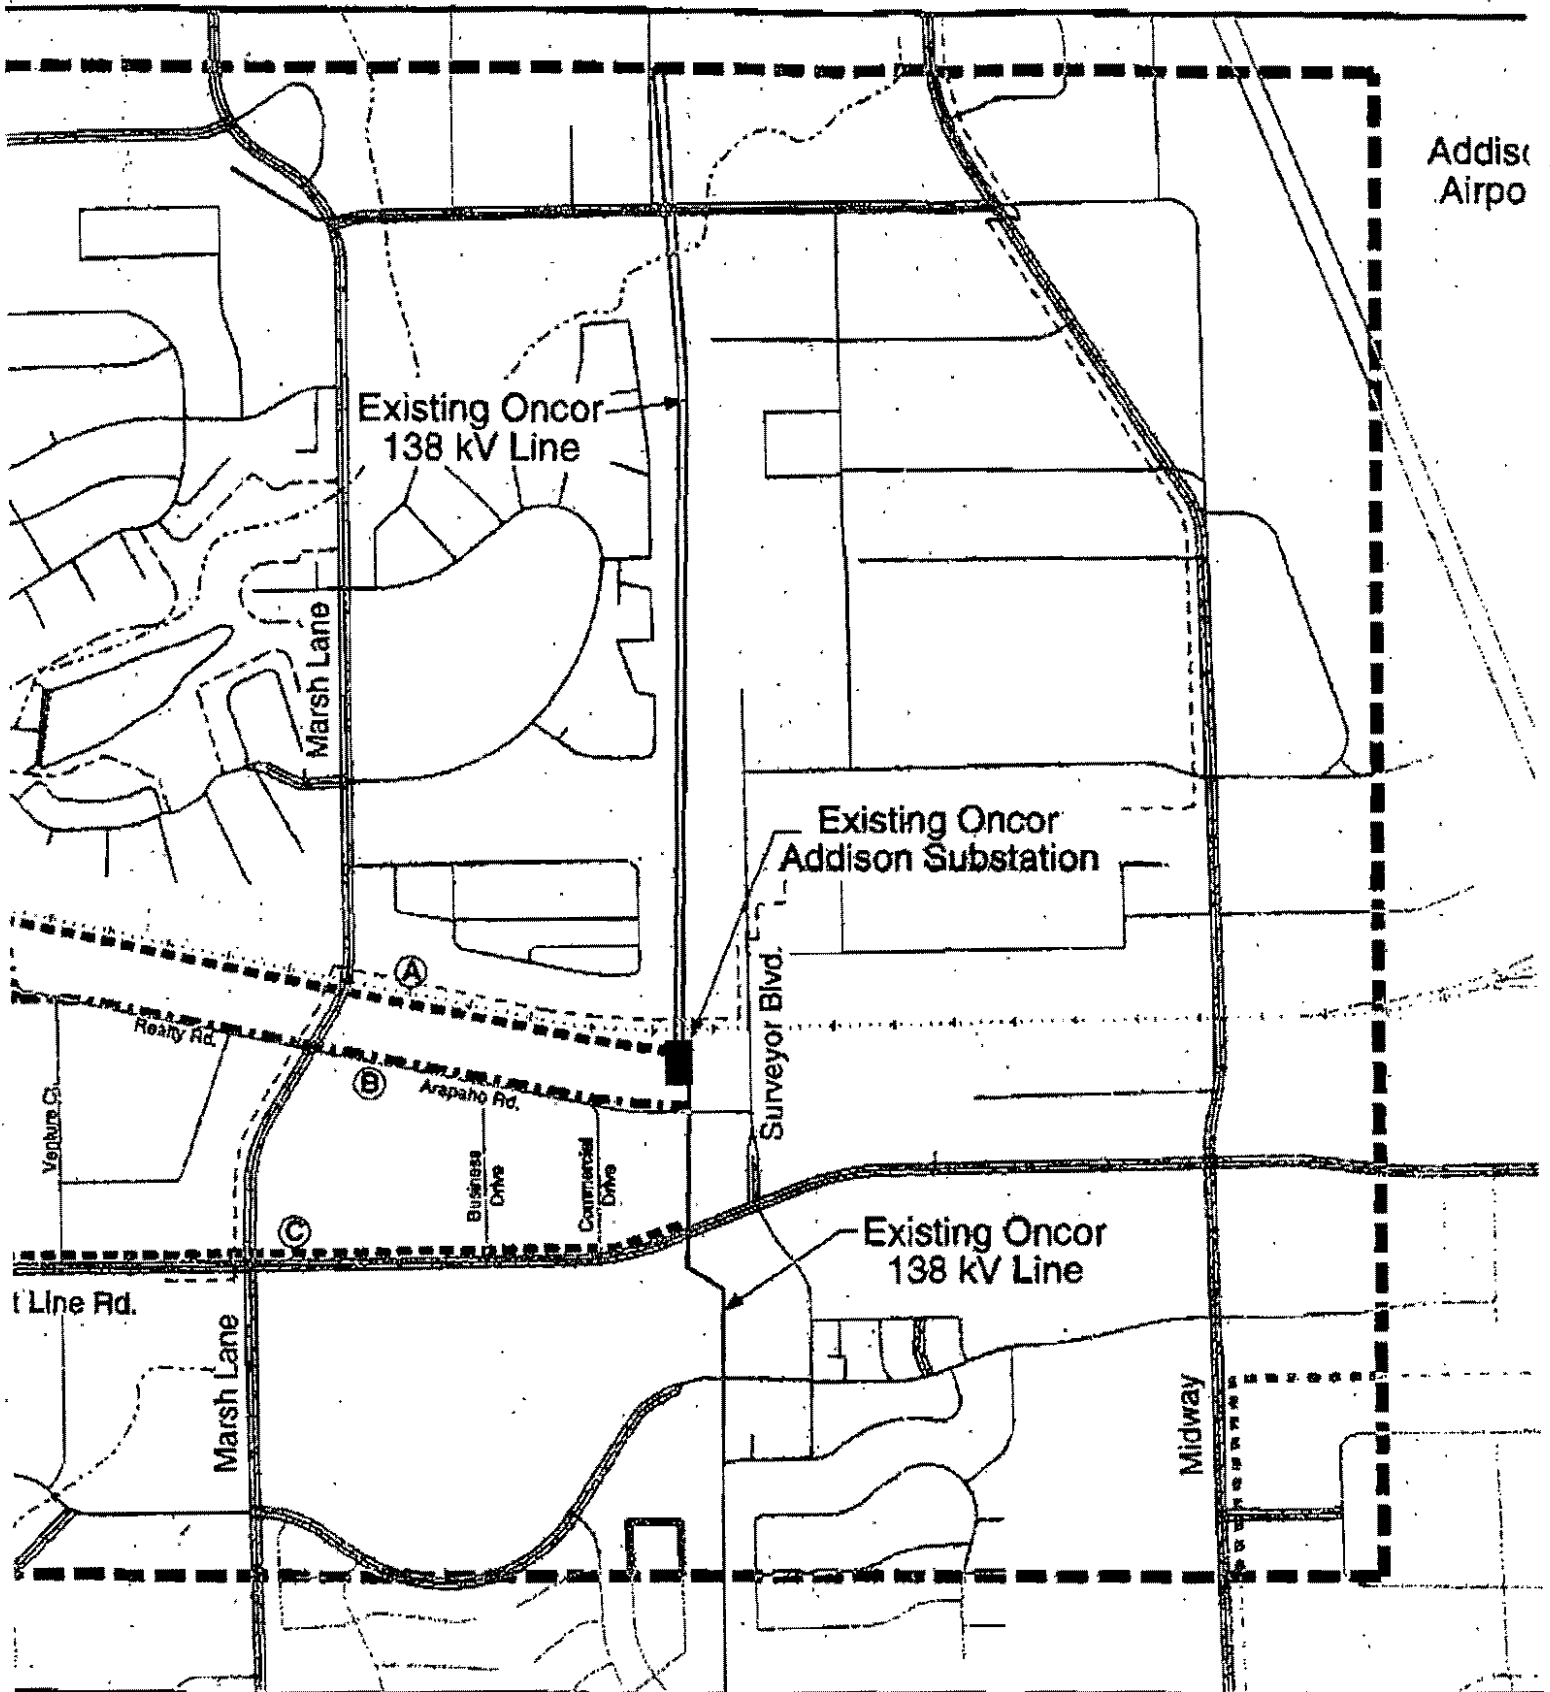 Addis
Airpo
Existing Oncor
138 kV Line
Marsh Lane
Existing Oncor
Addison Substation
A
Surveyor Blvd.
Realty Rd.
B
Arapaho Rd.
Venture Ct.
Business
Drive
Commercial
Drive
C
Existing Oncor
138 kV Line
t Line Rd.
Marsh Lane
Midway